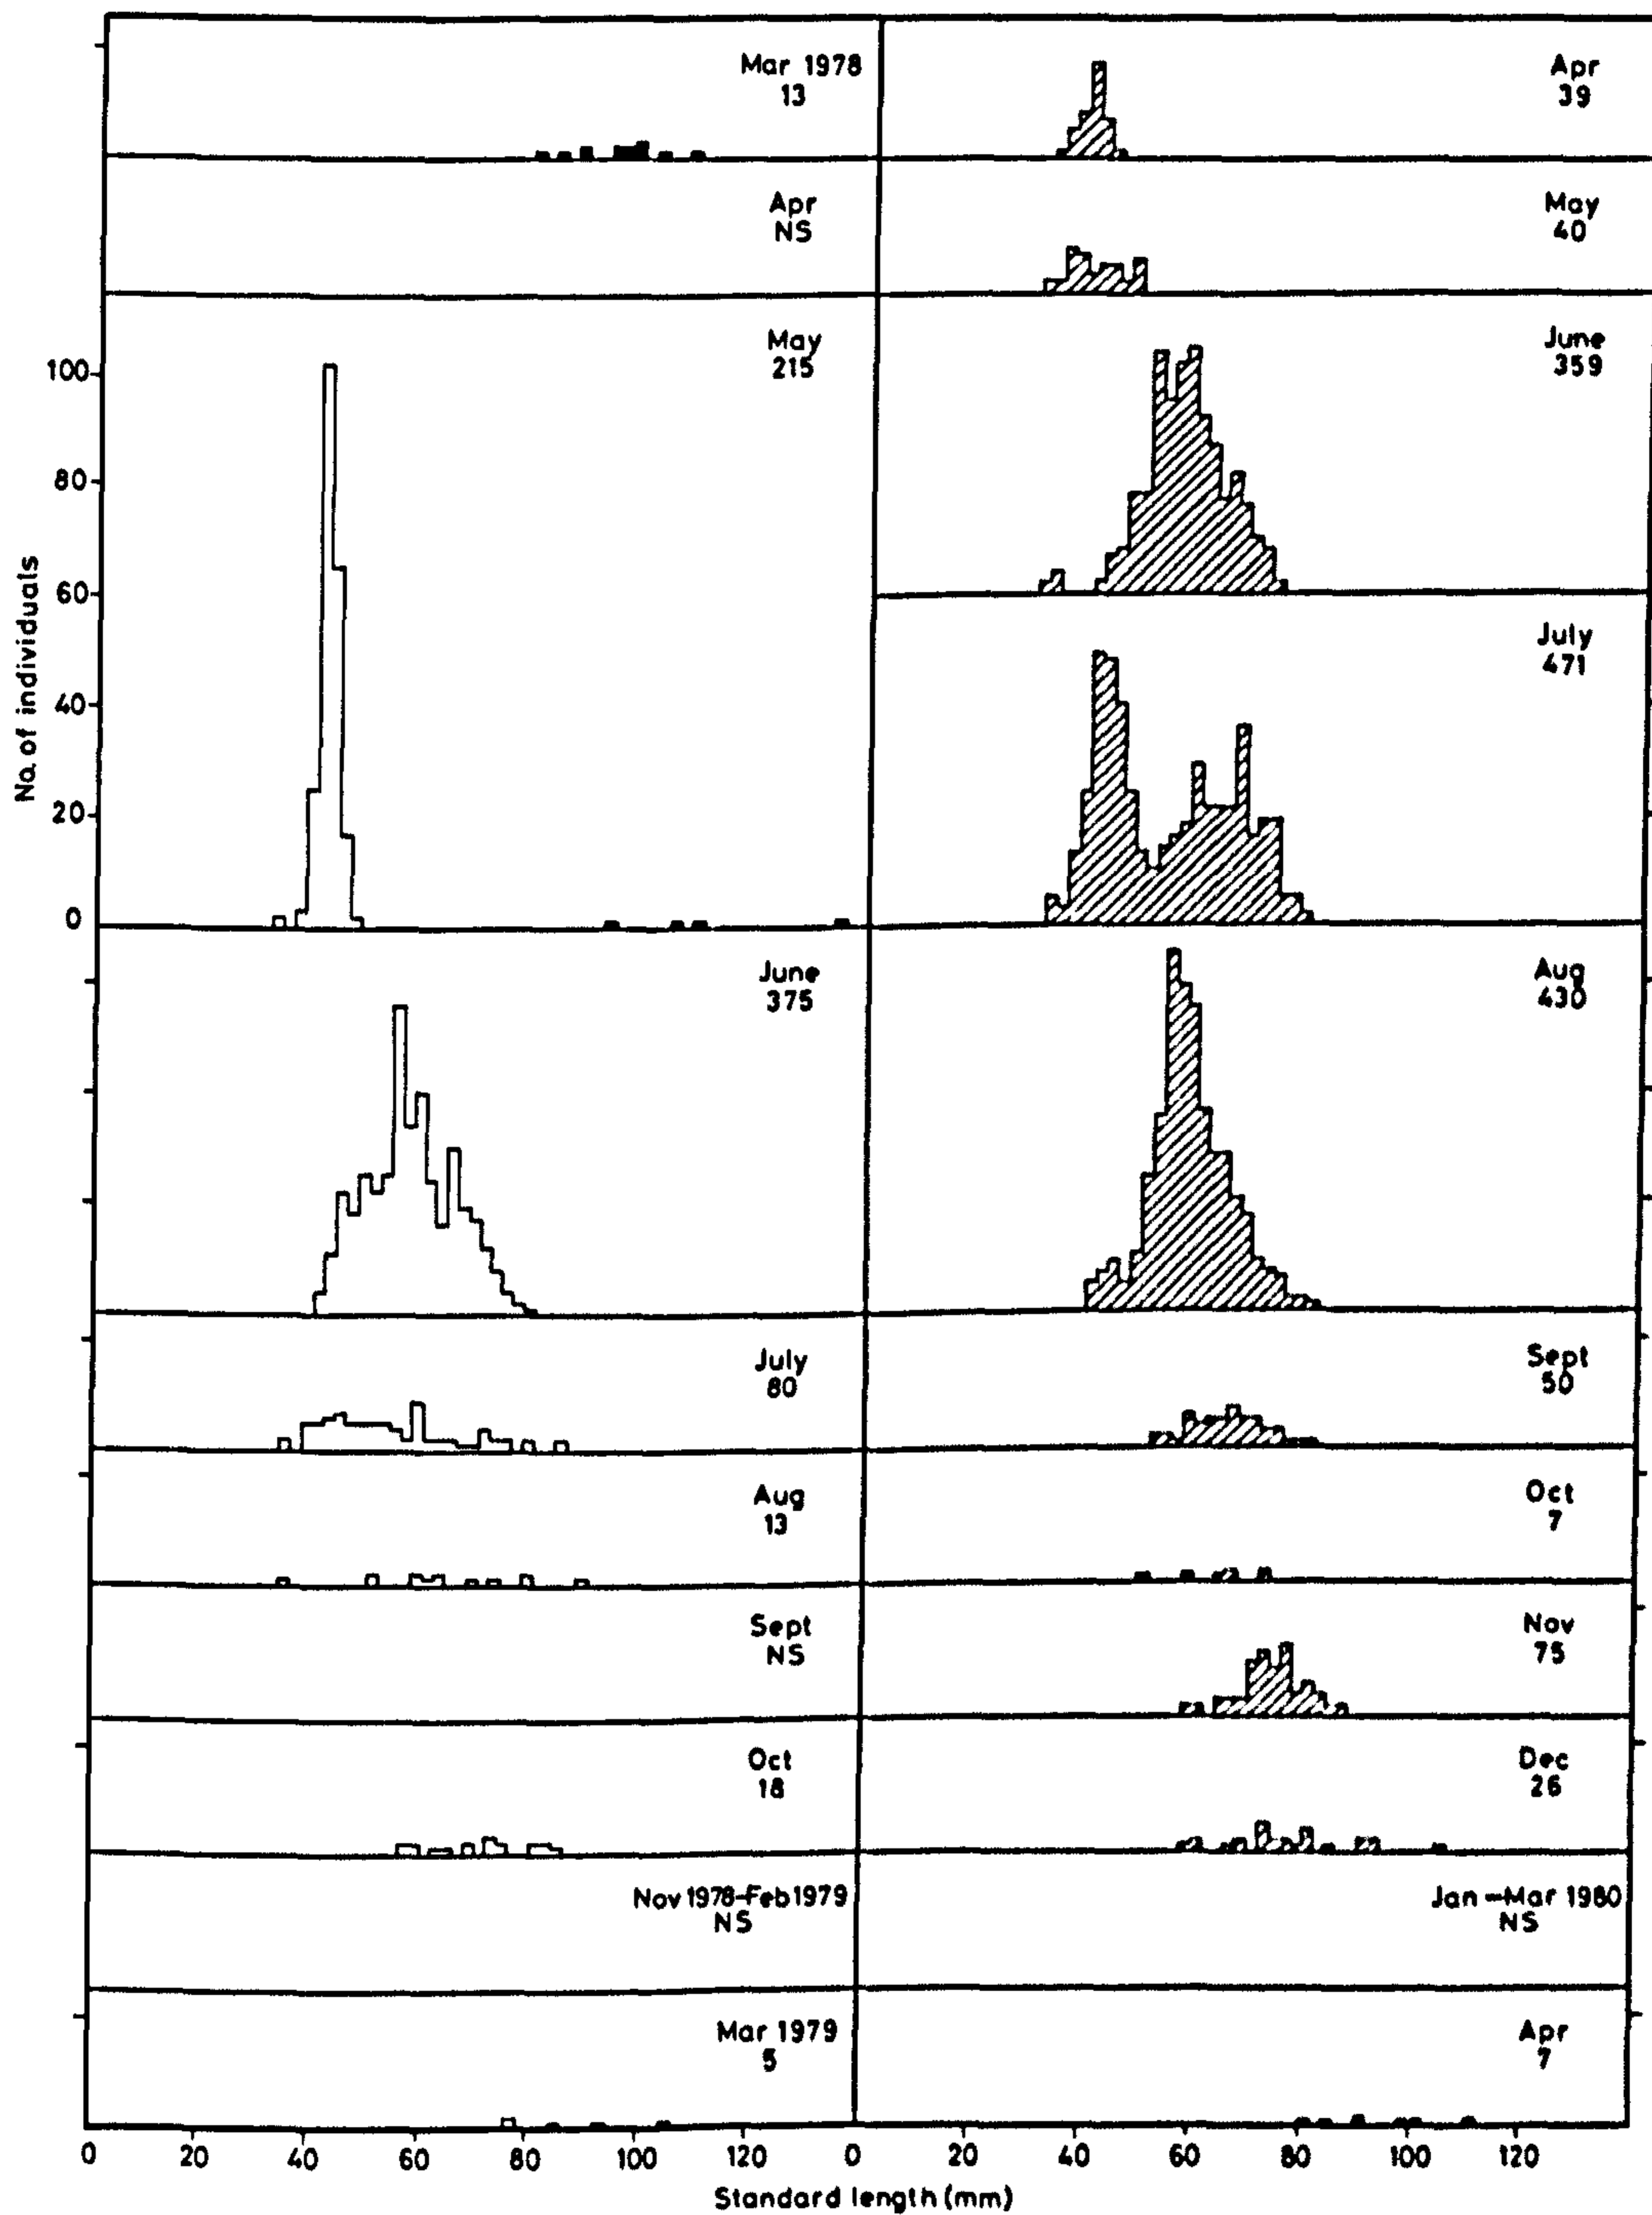 Mar 1978
13
Apr
NS
May
215
100
80
60
40
20
0
No. of individuals
June
375
July
80
Aug
13
Sept
NS
Oct
18
Nov 1978-Feb 1979
NS
Mar 1979
5
Apr
39
May
40
June
359
July
471
Aug
430
Sept
50
Oct
7
Nov
75
Dec
26
Jan-Mar 1980
NS
Apr
7
0 20 40 60 80 100 120 0 20 40 60 80 100 120
Standard length (mm)